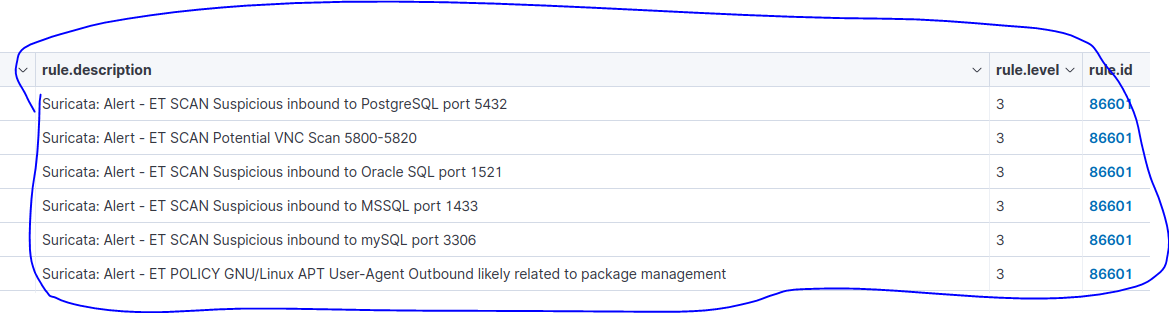 rule.description rule.level rule.id
Suricata: Alert - ET SCAN Suspicious inbound to PostgreSQL port 5432 3 86601
Suricata: Alert - ET SCAN Potential VNC Scan 5800-5820 3 86601
Suricata: Alert - ET SCAN Suspicious inbound to Oracle SQL port 1521 3 86601
Suricata: Alert - ET SCAN Suspicious inbound to MSSQL port 1433 3 86601
Suricata: Alert - ET SCAN Suspicious inbound to mySQL port 3306 3 86601
Suricata: Alert - ET POLICY GNU/Linux APT User-Agent Outbound likely related to package management 3 86601